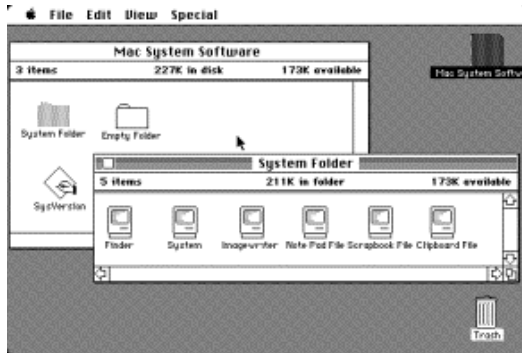 File Edit View Special
Mac System Software
3 items 227K in disk 173K available
Mac System Softw
System Folder Empty Folder
System Folder
5 items 211K in folder 173K available
SysVersion
Finder System Imagewriter Note Pad File Scrapbook File Clipboard File
Trash